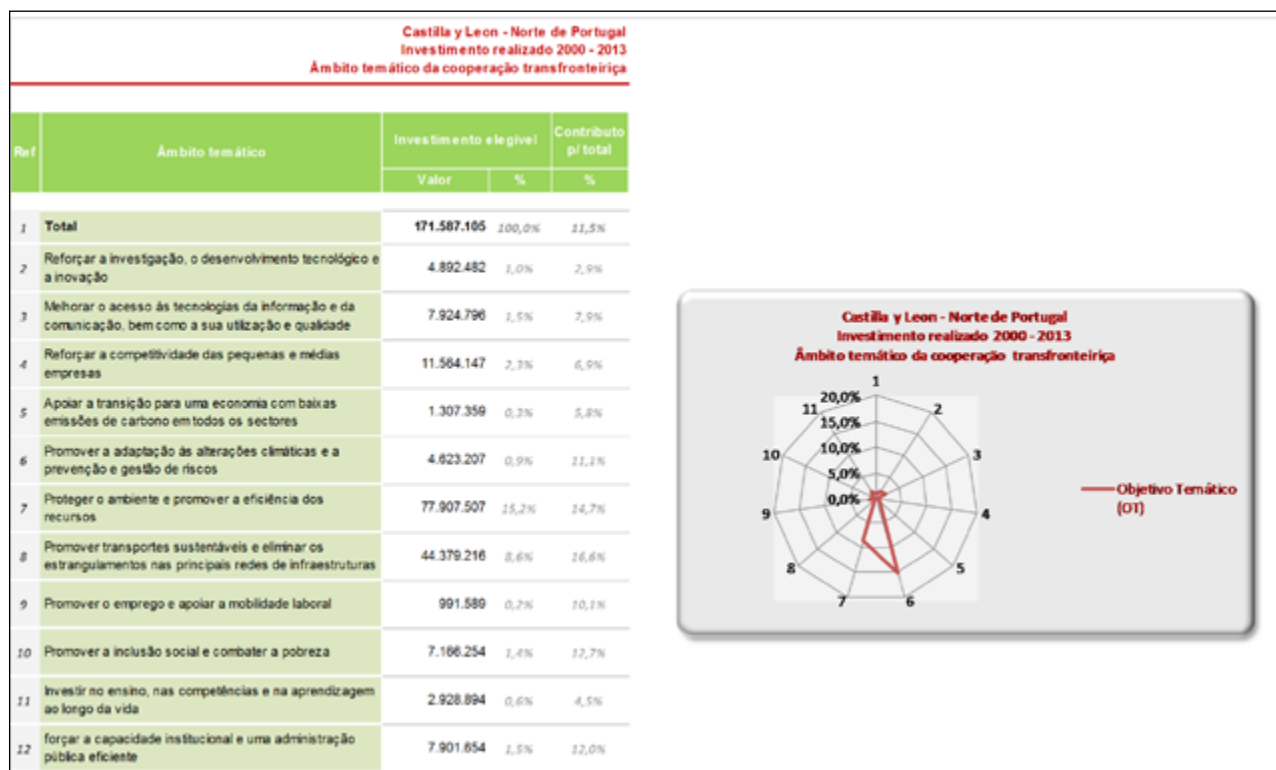 Castilla y Leon - Norte de Portugal
Investimento realizado 2000 - 2013
Âmbito temático da cooperação transfronteiriça
Ref
Âmbito temático
Investimento elegível
Contributo
p/ total
Valor
%
%
1 Total 171.587.105 100,0% 11,5%
Reforçar a investigação, o desenvolvimento tecnológico e
a inovação
2 4.892.482 1,0% 2,9%
Melhorar o acesso às tecnologias da informação e da
comunicação, bem como a sua utilização e qualidade
3 7.924.796 1,5% 7,9%
Reforçar a competitividade das pequenas e médias
empresas
4 11.564.147 2,3% 6,9%
Apoiar a transição para uma economia com baixas
emissões de carbono em todos os sectores
5 1.307.359 0,3% 5,8%
Promover a adaptação às alterações climáticas e a
prevenção e gestão de riscos
6 4.623.207 0,9% 11,1%
Proteger o ambiente e promover a eficiência dos
recursos
7 77.907.507 15,2% 14,7%
Promover transportes sustentáveis e eliminar os
estrangulamentos nas principais redes de infraestruturas
8 44.379.216 8,6% 16,6%
9 Promover o emprego e apoiar a mobilidade laboral 991.589 0,2% 10,1%
10 Promover a inclusão social e combater a pobreza 7.166.254 1,4% 12,7%
Investir no ensino, nas competências e na aprendizagem
ao longo da vida
11 2.928.894 0,6% 4,5%
forçar a capacidade institucional e uma administração
pública eficiente
12 7.901.654 1,5% 12,0%
Castilla y Leon - Norte de Portugal
Investimento realizado 2000 - 2013
Âmbito temático da cooperação transfronteiriça
1
20,0%
11
2
15,0%
10,0%
10
3
5,0%
0,0%
9
4
8
5
7
6
Objetivo Temático
(OT)